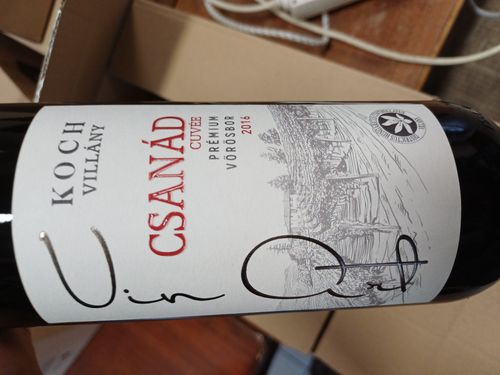 KOCH
VILLÁNY
CSANÁD
CUVÉE
PRÉMIUM
VÖRÖSBOR
2016